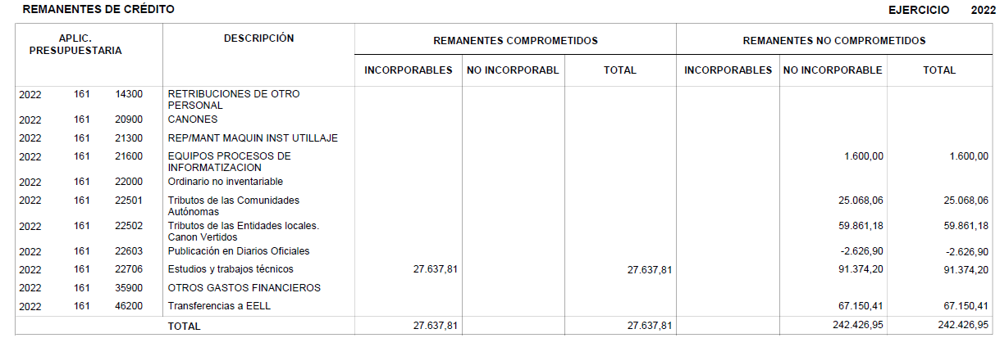 REMANENTES DE CRÉDITO EJERCICIO 2022
APLIC. PRESUPUESTARIA DESCRIPCIÓN REMANENTES COMPROMETIDOS REMANENTES NO COMPROMETIDOS
INCORPORABLES NO INCORPORABL TOTAL INCORPORABLES NO INCORPORABLE TOTAL
2022 161 14300 RETRIBUCIONES DE OTRO
PERSONAL
2022 161 20900 CANONES
2022 161 21300 REP/MANT MAQUIN INST UTILLAJE
2022 161 21600 EQUIPOS PROCESOS DE 1.600,00 1.600,00
INFORMATIZACION
2022 161 22000 Ordinario no inventariable
2022 161 22501 Tributos de las Comunidades 25.068,06 25.068,06
Autónomas
2022 161 22502 Tributos de las Entidades locales. 59.861,18 59.861,18
Canon Vertidos
2022 161 22603 Publicación en Diarios Oficiales -2.626,90 -2.626,90
2022 161 22706 Estudios y trabajos técnicos 27.637,81 27.637,81 91.374,20 91.374,20
2022 161 35900 OTROS GASTOS FINANCIEROS
2022 161 46200 Transferencias a EELL 67.150,41 67.150,41
TOTAL 27.637,81 27.637,81 242.426,95 242.426,95